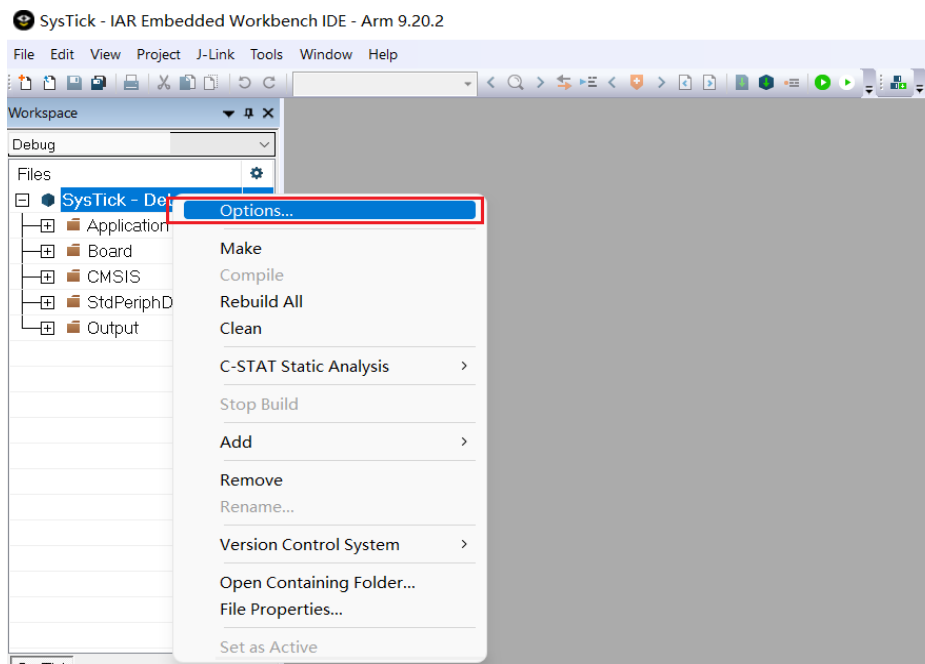 SysTick - IAR Embedded Workbench IDE - Arm 9.20.2
File Edit View Project J-Link Tools Window Help
Workspace
Debug
Files
SysTick - De
Options...
Application
Make
Board
Compile
CMSIS
Rebuild All
StdPeriphD
Clean
Output
C-STAT Static Analysis
Stop Build
Add
Remove
Rename...
Version Control System
Open Containing Folder...
File Properties...
Set as Active